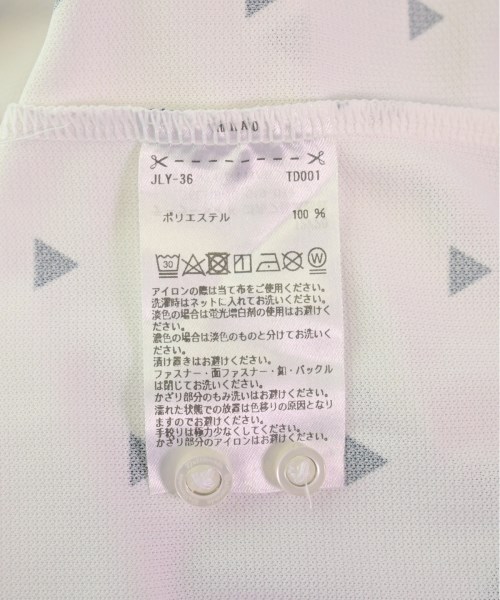 JLY-36 TD001
ポリエステル 100 %
30
W
アイロンの際は当て布をご使用ください。
洗濯時はネットに入れてお洗いください。
淡色の場合は蛍光増白剤の使用はお避けく
ださい。
濃色の場合は淡色のものと分けてお洗いくだ
さい。
漬け置きはお避けください。
ファスナー・面ファスナー・釦・バックル
は閉じてお洗いください。
かざり部分のもみ洗いはお避けください。
濡れた状態での放置は色移りの原因となり
ますのでお避けください。
手絞りは極力少なくしてください。
かざり部分のアイロンはお避けください。